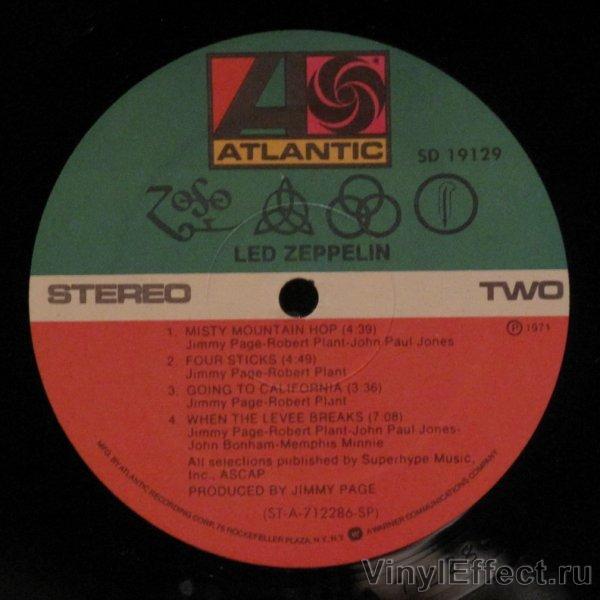 ATLANTIC
SD 19129
LED ZEPPELIN
STEREO
TWO
1. MISTY MOUNTAIN HOP (4:39)
Jimmy Page-Robert Plant-John Paul Jones
2. FOUR STICKS (4:49)
Jimmy Page-Robert Plant
3. GOING TO CALIFORNIA (3:36)
Jimmy Page-Robert Plant
4. WHEN THE LEVEE BREAKS (7:08)
Jimmy Page-Robert Plant-John Paul Jones-
John Bonham-Memphis Minnie
Ⓟ 1971
All selections published by Superhype Music,
Inc., ASCAP
PRODUCED BY JIMMY PAGE
(ST-A-712286-SP)
MFG. BY ATLANTIC RECORDING CORP., 75 ROCKEFELLER PLAZA, N.Y., N.Y. A WARNER COMMUNICATIONS COMPANY
VinylEffect.ru